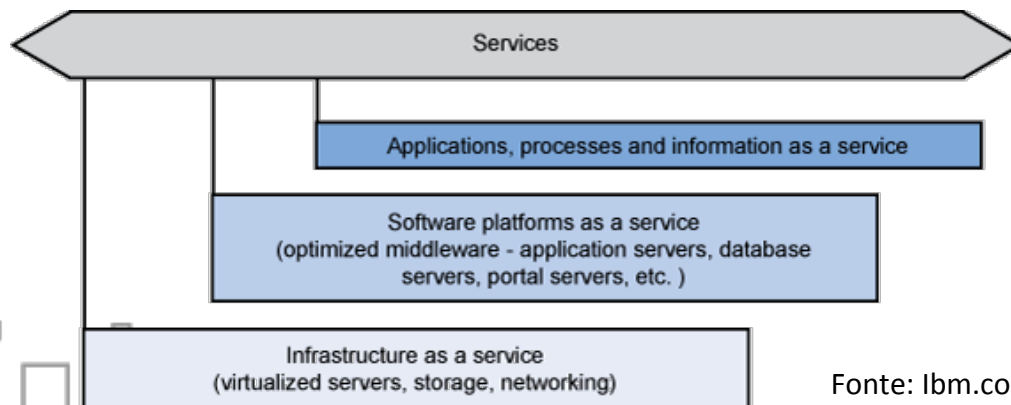 Services
Applications, processes and information as a service
Software platforms as a service
(optimized middleware - application servers, database
servers, portal servers, etc. )
Infrastructure as a service
(virtualized servers, storage, networking)
Fonte: Ibm.co